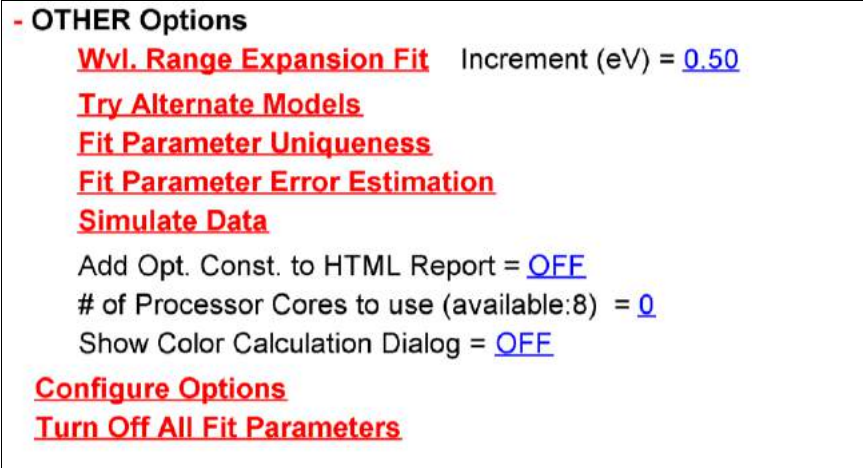 - OTHER Options
Wvl. Range Expansion Fit Increment (eV) = 0.50
Try Alternate Models
Fit Parameter Uniqueness
Fit Parameter Error Estimation
Simulate Data
Add Opt. Const. to HTML Report = OFF
# of Processor Cores to use (available:8) = 0
Show Color Calculation Dialog = OFF
Configure Options
Turn Off All Fit Parameters